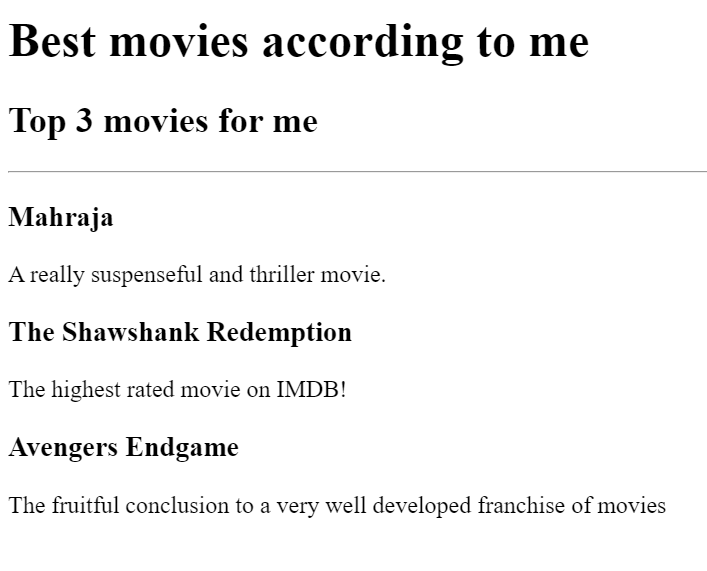 Best movies according to me
Top 3 movies for me
Mahraja
A really suspenseful and thriller movie.
The Shawshank Redemption
The highest rated movie on IMDB!
Avengers Endgame
The fruitful conclusion to a very well developed franchise of movies